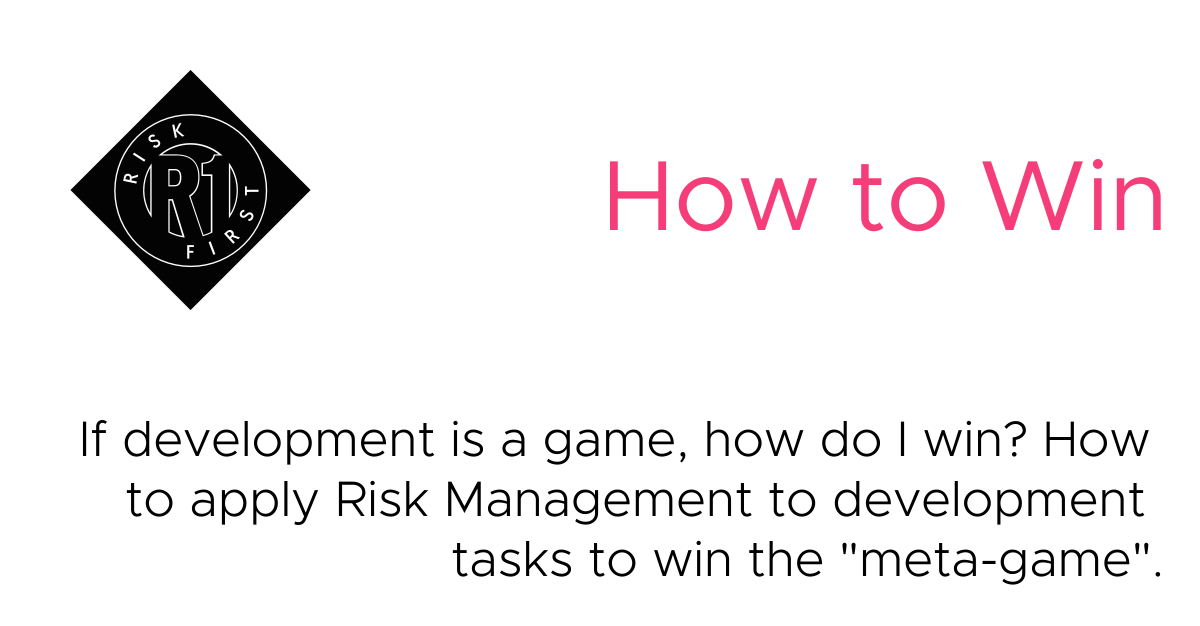 RISK
R1
FIRST
How to Win
If development is a game, how do I win? How
to apply Risk Management to development
tasks to win the "meta-game".